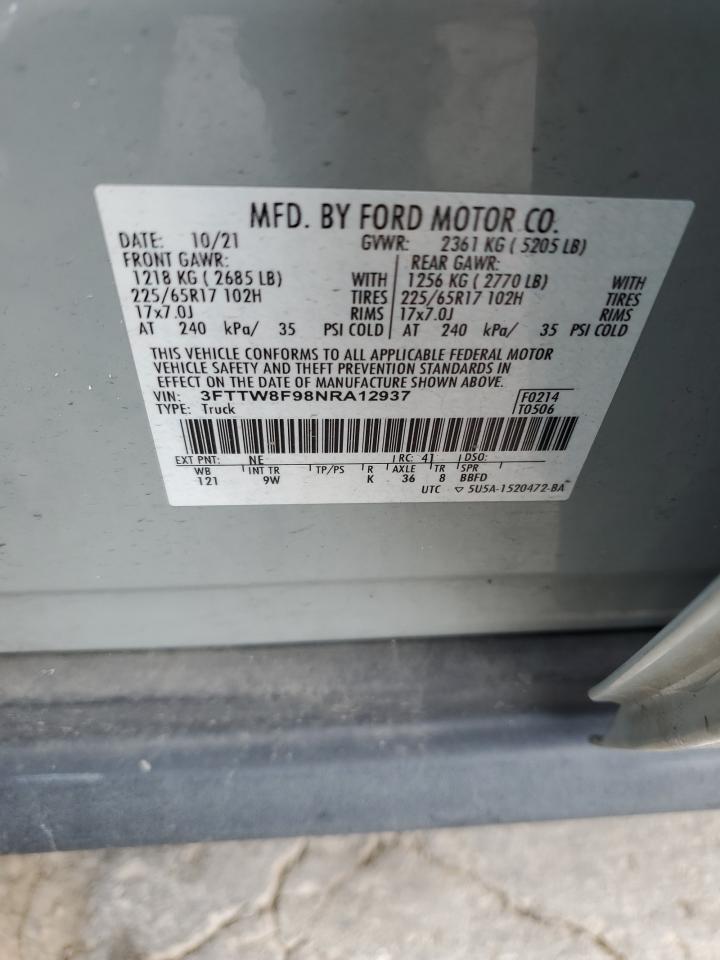 MFD. BY FORD MOTOR CO.
DATE: 10/21 GVWR: 2361 KG ( 5205 LB)
FRONT GAWR: REAR GAWR:
1218 KG ( 2685 LB) WITH 1256 KG ( 2770 LB) WITH
225/65R17 102H TIRES 225/65R17 102H TIRES
17x7.0J RIMS 17x7.0J RIMS
AT 240 kPa/ 35 PSI COLD AT 240 kPa/ 35 PSI COLD
THIS VEHICLE CONFORMS TO ALL APPLICABLE FEDERAL MOTOR
VEHICLE SAFETY AND THEFT PREVENTION STANDARDS IN
EFFECT ON THE DATE OF MANUFACTURE SHOWN ABOVE.
VIN: 3FTTW8F98NRA12937 F0214
TYPE: Truck T0506
EXT PNT: NE RC: 41 DSO:
WB INT TR TP/PS R AXLE TR SPR
121 9W K 36 8 BBFD
UTC ▽ 5U5A-1520472-BA